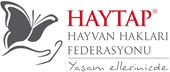 HAYTAP®
HAYVAN HAKLARI
FEDERASYONU
Yaşam ellerinizde